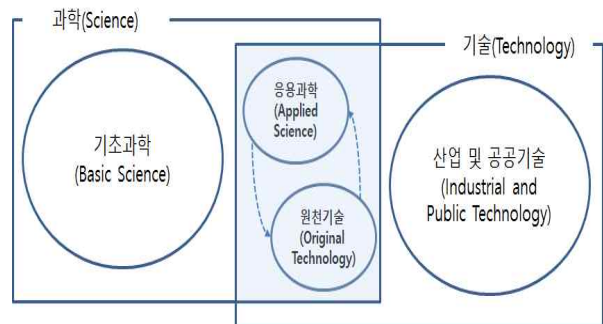 과학(Science)
기술(Technology)
기초과학
(Basic Science)
응용과학
(Applied
Science)
원천기술
(Original
Technology)
산업 및 공공기술
(Industrial and
Public Technology)